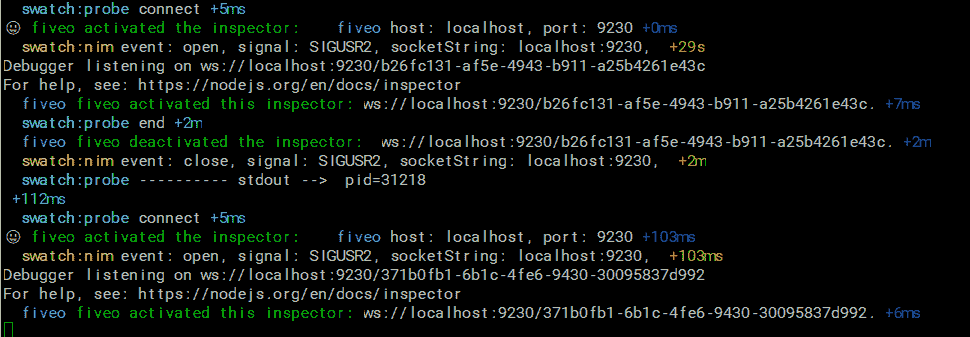 swatch:probe connect +5ms
😀 fiveo activated the inspector: fiveo host: localhost, port: 9230 +0ms
swatch:nim event: open, signal: SIGUSR2, socketString: localhost:9230, +29s
Debugger listening on ws://localhost:9230/b26fc131-af5e-4943-b911-a25b4261e43c
For help, see: https://nodejs.org/en/docs/inspector
fiveo fiveo activated this inspector: ws://localhost:9230/b26fc131-af5e-4943-b911-a25b4261e43c. +7ms
swatch:probe end +2m
fiveo deactivated the inspector: ws://localhost:9230/b26fc131-af5e-4943-b911-a25b4261e43c. +2m
swatch:nim event: close, signal: SIGUSR2, socketString: localhost:9230, +2m
swatch:probe ---------- stdout --> pid=31218
+112ms
swatch:probe connect +5ms
😀 fiveo activated the inspector: fiveo host: localhost, port: 9230 +103ms
swatch:nim event: open, signal: SIGUSR2, socketString: localhost:9230, +103ms
Debugger listening on ws://localhost:9230/371b0fb1-6b1c-4fe6-9430-30095837d992
For help, see: https://nodejs.org/en/docs/inspector
fiveo fiveo activated this inspector: ws://localhost:9230/371b0fb1-6b1c-4fe6-9430-30095837d992. +6ms